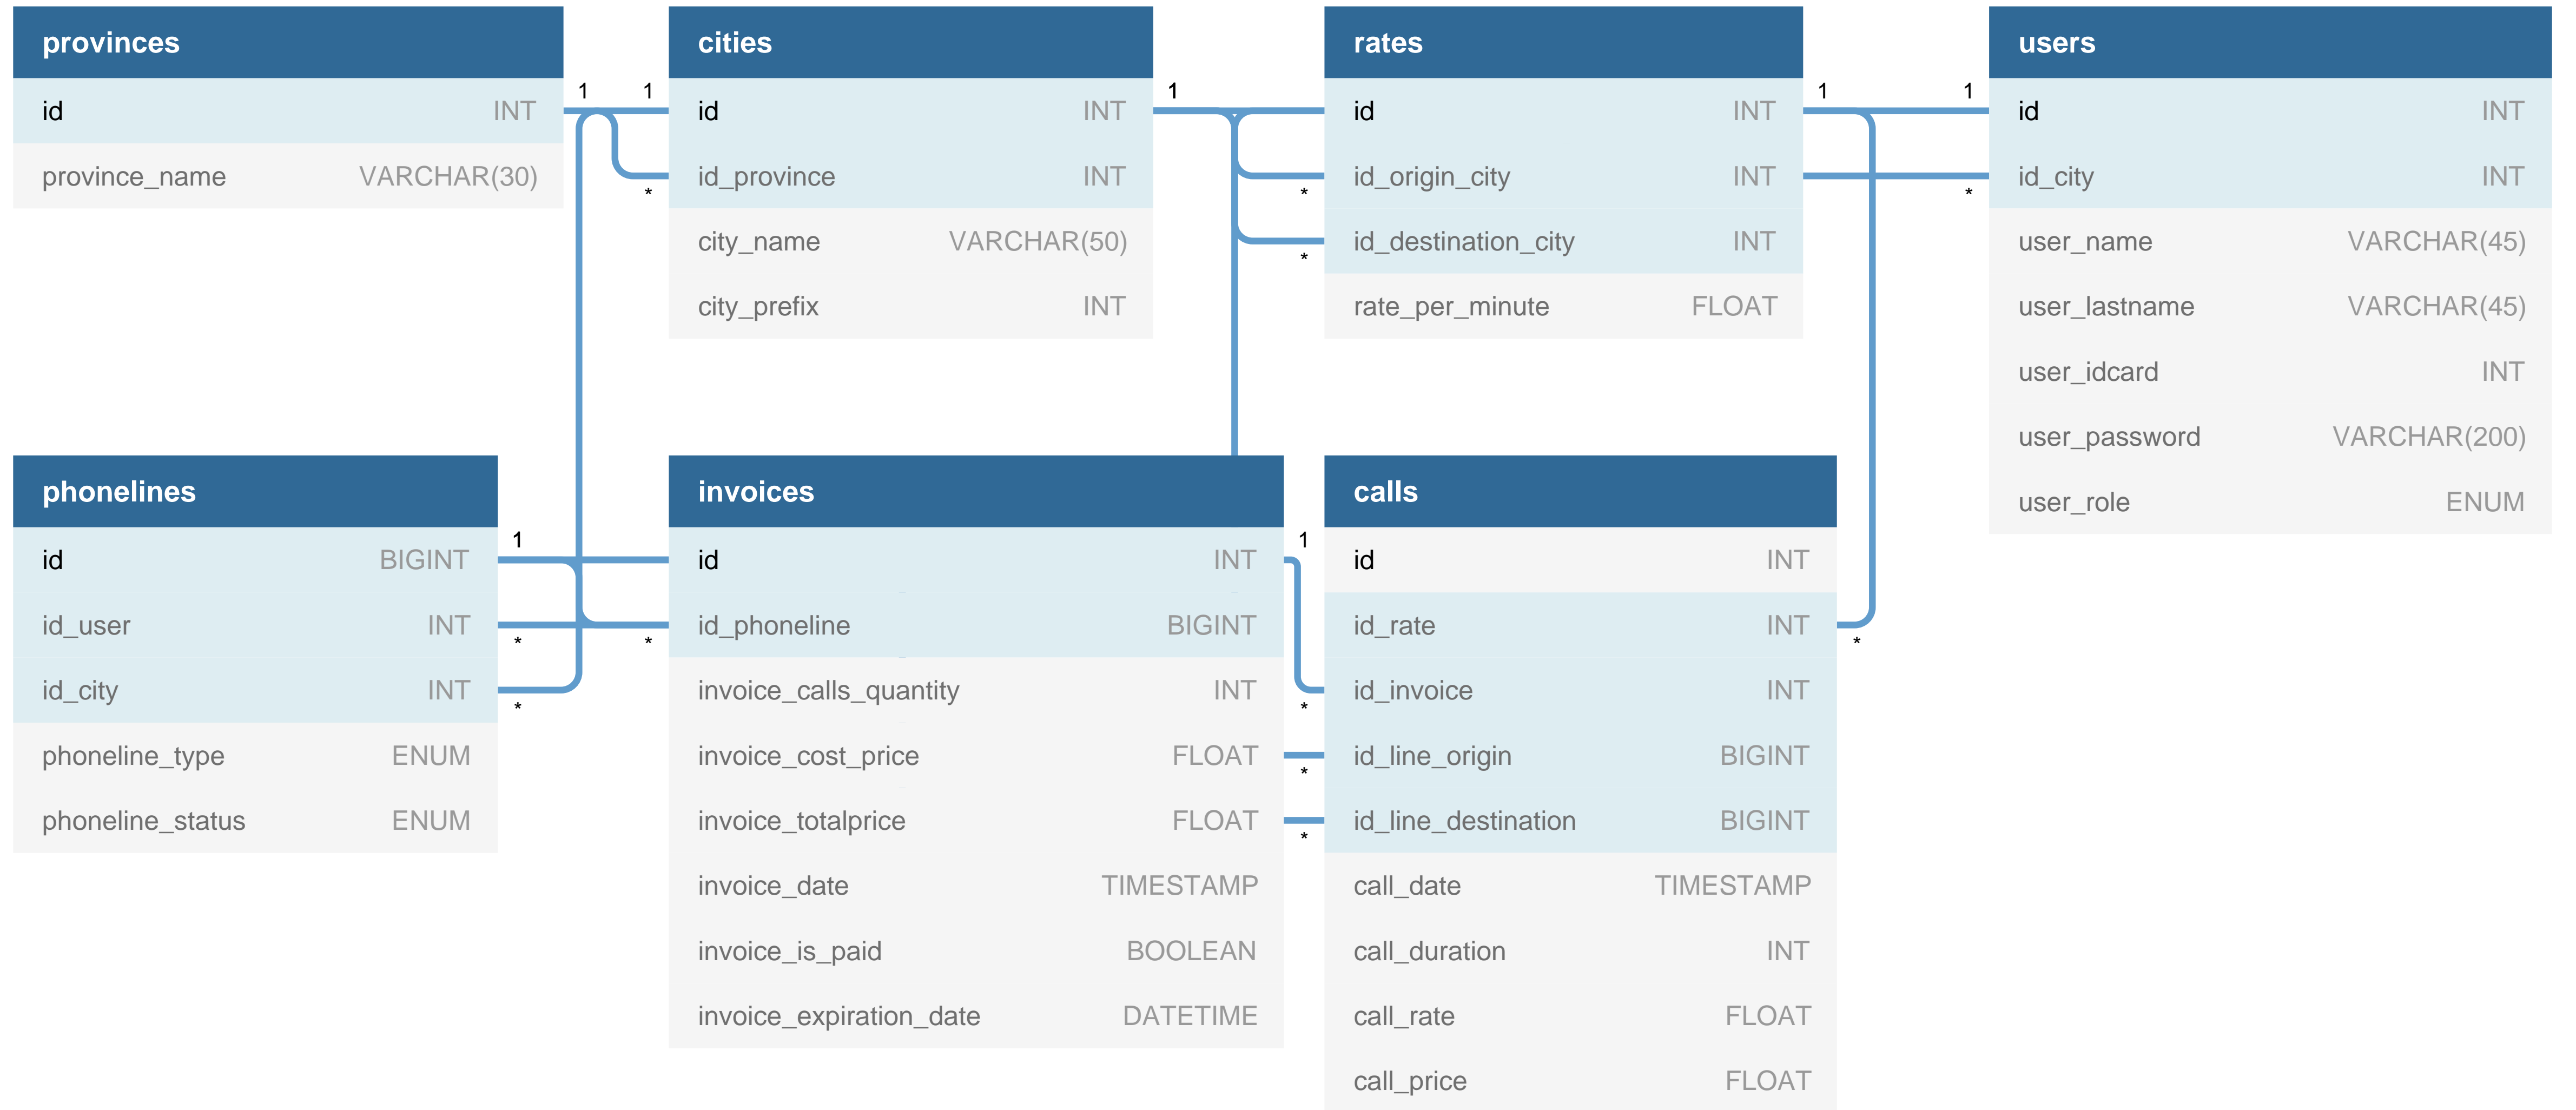 provinces
id INT
province_name VARCHAR(30)
1
1
cities
id INT
id_province INT
*
city_name VARCHAR(50)
city_prefix INT
1
rates
id INT
id_origin_city INT
*
id_destination_city INT
*
rate_per_minute FLOAT
1
1
users
id INT
id_city INT
*
user_name VARCHAR(45)
user_lastname VARCHAR(45)
user_idcard INT
user_password VARCHAR(200)
user_role ENUM
phonelines
1
id BIGINT
id_user INT
*
id_city INT
*
phoneline_type ENUM
phoneline_status ENUM
invoices
1
id INT
id_phoneline BIGINT
*
invoice_calls_quantity INT
invoice_cost_price FLOAT
invoice_totalprice FLOAT
invoice_date TIMESTAMP
invoice_is_paid BOOLEAN
invoice_expiration_date DATETIME
calls
id INT
id_rate INT
*
id_invoice INT
*
id_line_origin BIGINT
*
id_line_destination BIGINT
*
call_date TIMESTAMP
call_duration INT
call_rate FLOAT
call_price FLOAT